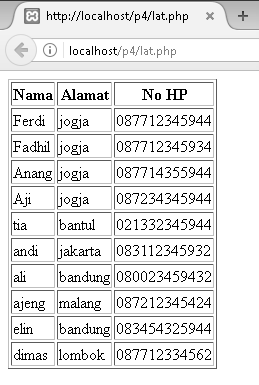 http://localhost/p4/lat.php
localhost/p4/lat.php
Nama Alamat No HP
Ferdi jogja 087712345944
Fadhil jogja 087712345934
Anang jogja 087714355944
Aji jogja 087234345944
tia bantul 021332345944
andi jakarta 083112345932
ali bandung 080023459432
ajeng malang 087212345424
elin bandung 083454325944
dimas lombok 087712334562